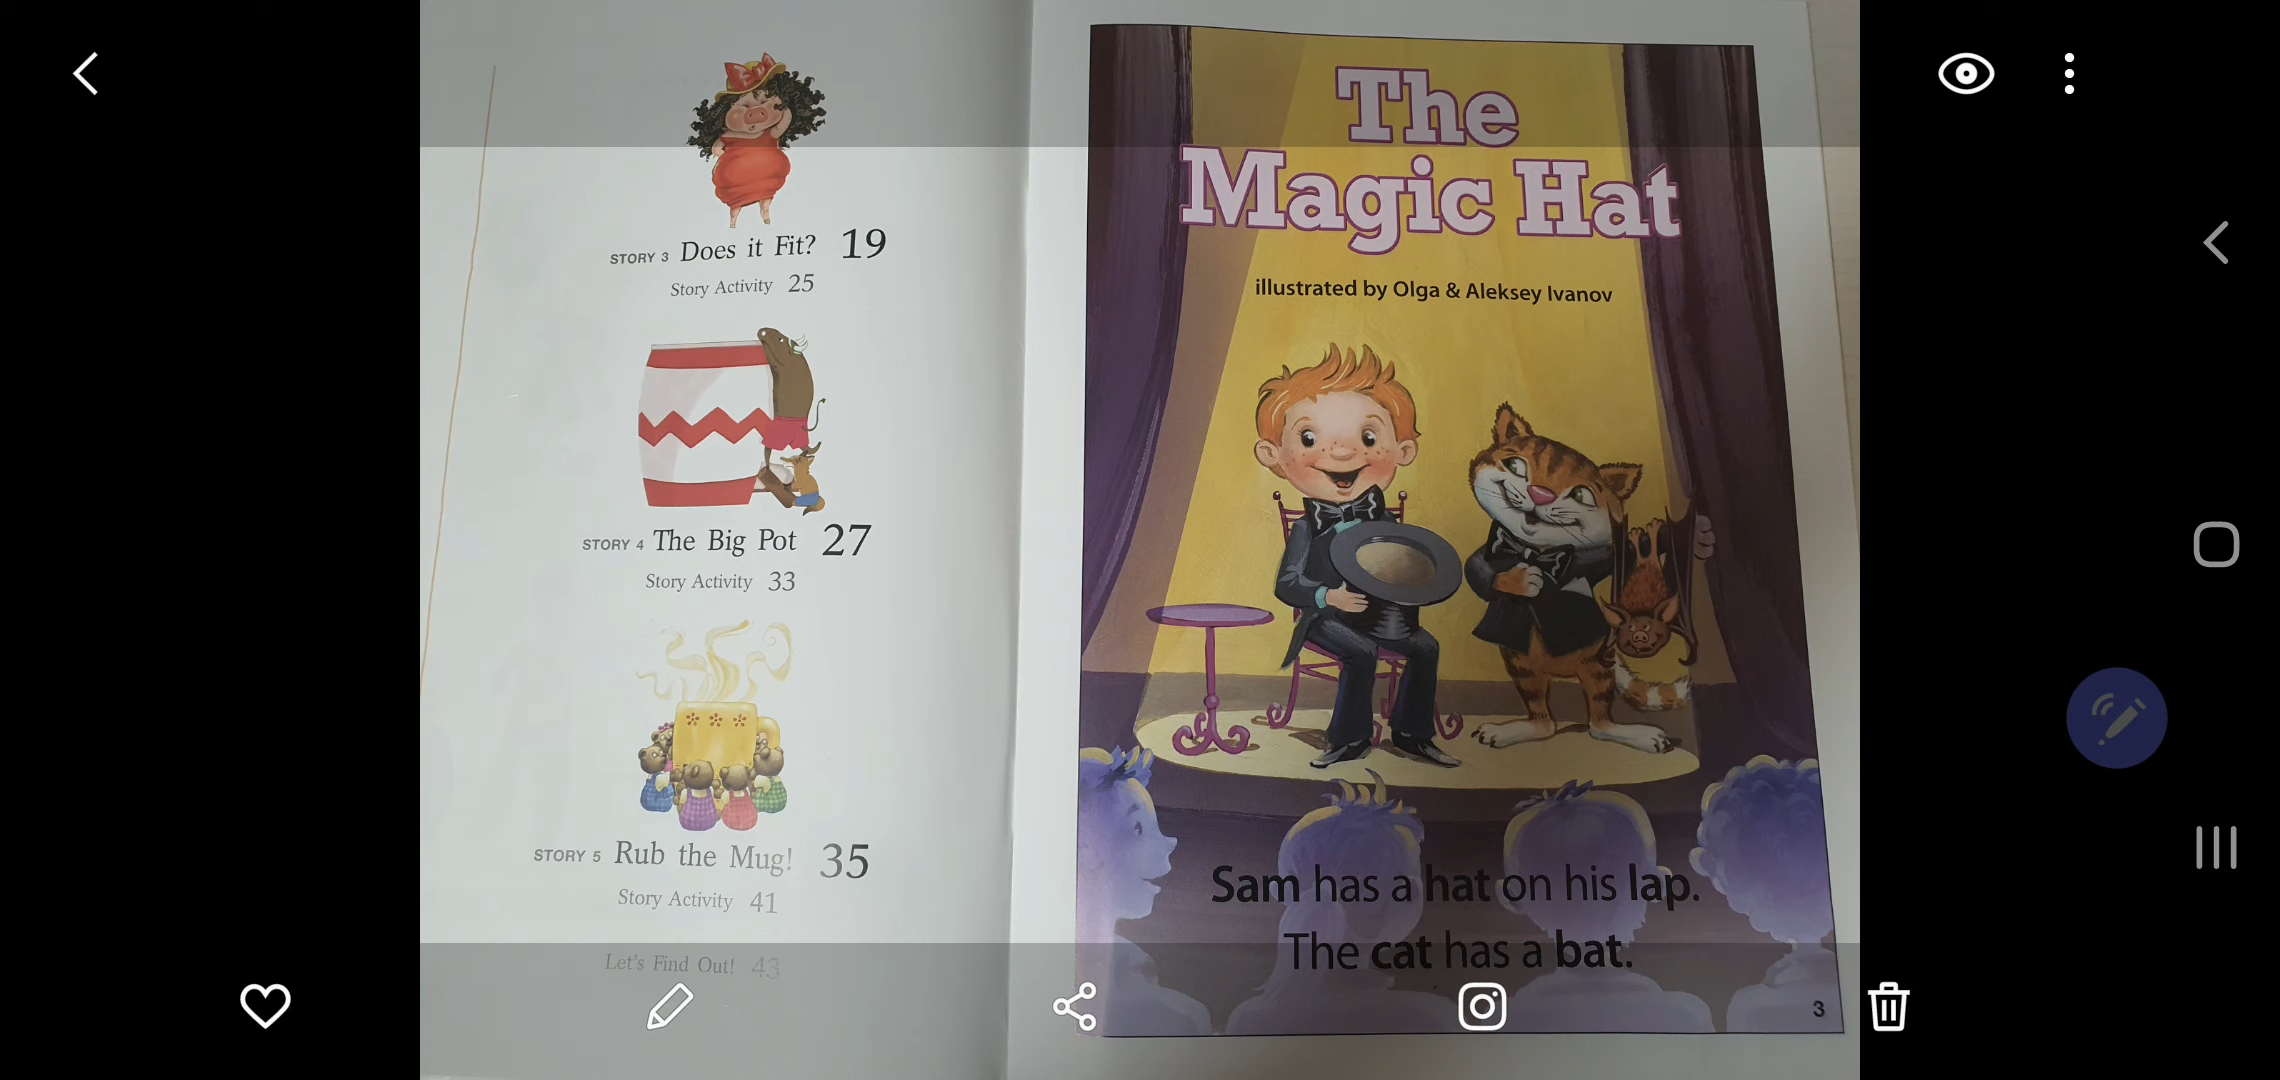 STORY 3 Does it Fit? 19
Story Activity 25
STORY 4 The Big Pot 27
Story Activity 33
STORY 5 Rub the Mug! 35
Story Activity 41
Let's Find Out! 43
The
Magic Hat
illustrated by Olga & Aleksey Ivanov
Sam has a hat on his lap.
The cat has a bat.
3